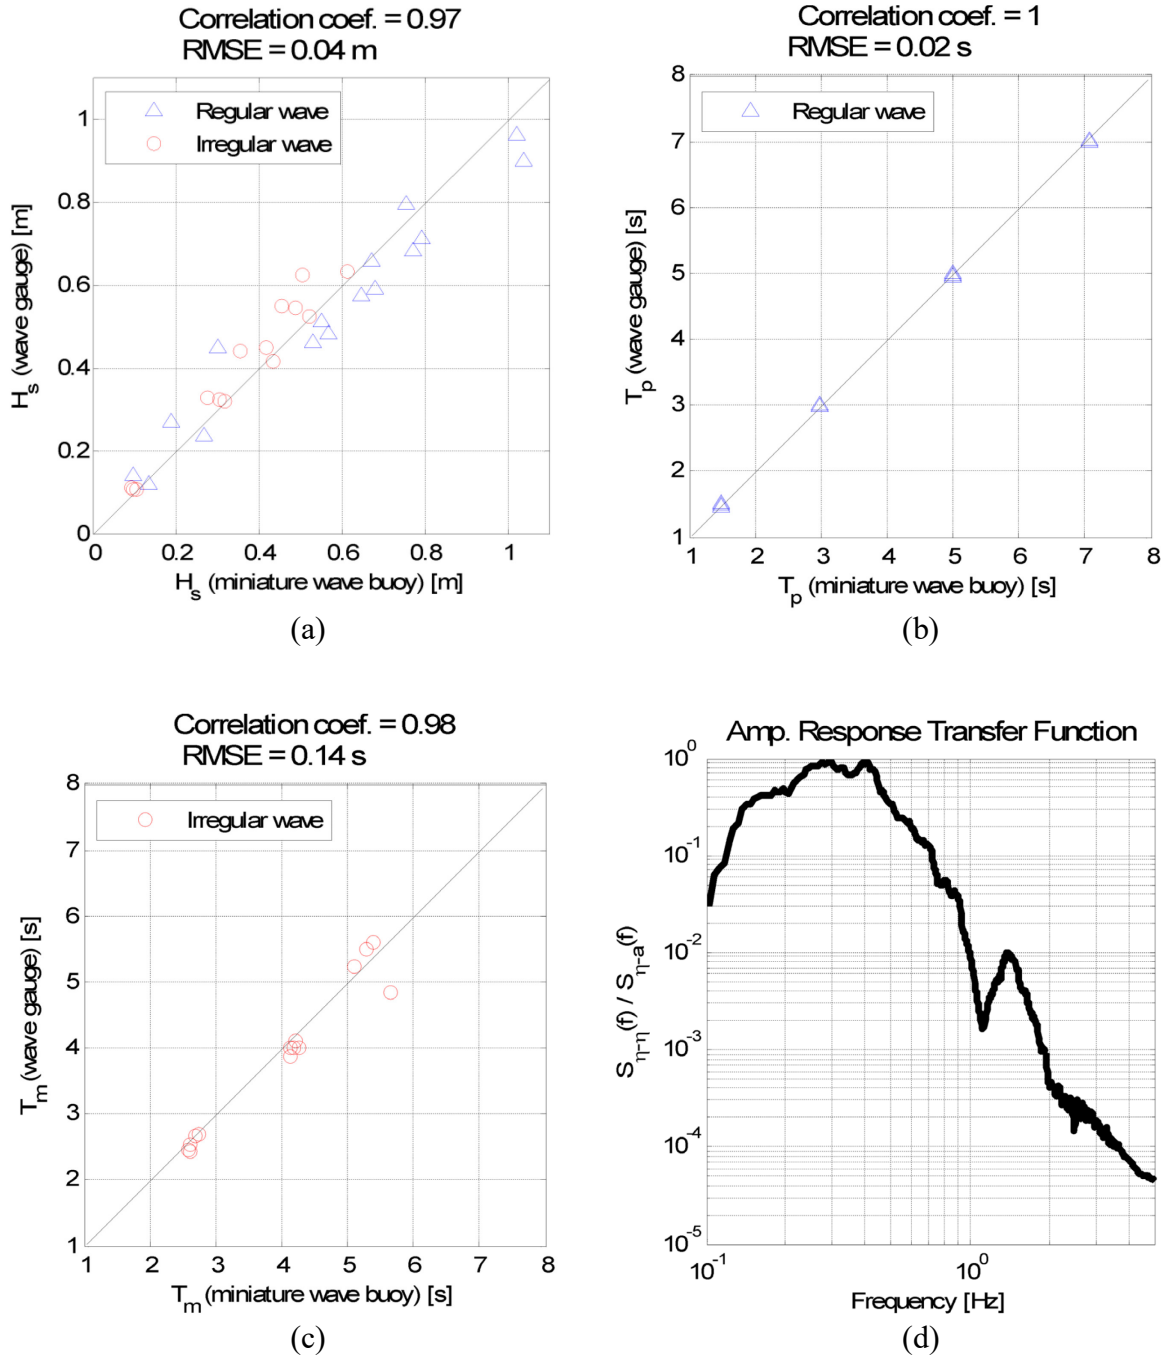 Correlation coef. = 0.97
RMSE = 0.04 m
Regular wave
Irregular wave
1
0.8
0.6
0.4
0.2
0
H_s (wave gauge) [m]
0 0.2 0.4 0.6 0.8 1
H_s (miniature wave buoy) [m]
(a)
Correlation coef. = 1
RMSE = 0.02 s
Regular wave
8
7
6
5
4
3
2
1
T_p (wave gauge) [s]
1 2 3 4 5 6 7 8
T_p (miniature wave buoy) [s]
(b)
Correlation coef. = 0.98
RMSE = 0.14 s
Irregular wave
8
7
6
5
4
3
2
1
T_m (wave gauge) [s]
1 2 3 4 5 6 7 8
T_m (miniature wave buoy) [s]
(c)
Amp. Response Transfer Function
10^0
10^-1
10^-2
10^-3
10^-4
10^-5
S_η-η(f) / S_η-a(f)
10^-1 10^0
Frequency [Hz]
(d)